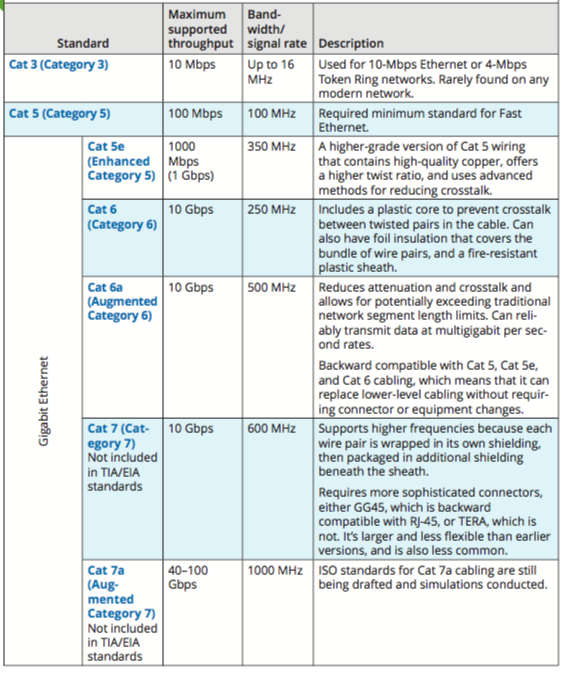 Standard
Maximum
supported
throughput
Band-
width/
signal rate
Description
Cat 3 (Category 3)
10 Mbps
Up to 16
MHz
Used for 10-Mbps Ethernet or 4-Mbps
Token Ring networks. Rarely found on any
modern network.
Cat 5 (Category 5)
100 Mbps
100 MHz
Required minimum standard for Fast
Ethernet.
Gigabit Ethernet
Cat 5e
(Enhanced
Category 5)
1000
Mbps
(1 Gbps)
350 MHz
A higher-grade version of Cat 5 wiring
that contains high-quality copper, offers
a higher twist ratio, and uses advanced
methods for reducing crosstalk.
Cat 6
(Category 6)
10 Gbps
250 MHz
Includes a plastic core to prevent crosstalk
between twisted pairs in the cable. Can
also have foil insulation that covers the
bundle of wire pairs, and a fire-resistant
plastic sheath.
Cat 6a
(Augmented
Category 6)
10 Gbps
500 MHz
Reduces attenuation and crosstalk and
allows for potentially exceeding traditional
network segment length limits. Can reli-
ably transmit data at multigigabit per sec-
ond rates.
Backward compatible with Cat 5, Cat 5e,
and Cat 6 cabling, which means that it can
replace lower-level cabling without requir-
ing connector or equipment changes.
Cat 7 (Cat-
egory 7)
Not included
in TIA/EIA
standards
10 Gbps
600 MHz
Supports higher frequencies because each
wire pair is wrapped in its own shielding,
then packaged in additional shielding
beneath the sheath.
Requires more sophisticated connectors,
either GG45, which is backward
compatible with RJ-45, or TERA, which is
not. It's larger and less flexible than earlier
versions, and is also less common.
Cat 7a
(Aug-
mented
Category 7)
Not included
in TIA/EIA
standards
40–100
Gbps
1000 MHz
ISO standards for Cat 7a cabling are still
being drafted and simulations conducted.